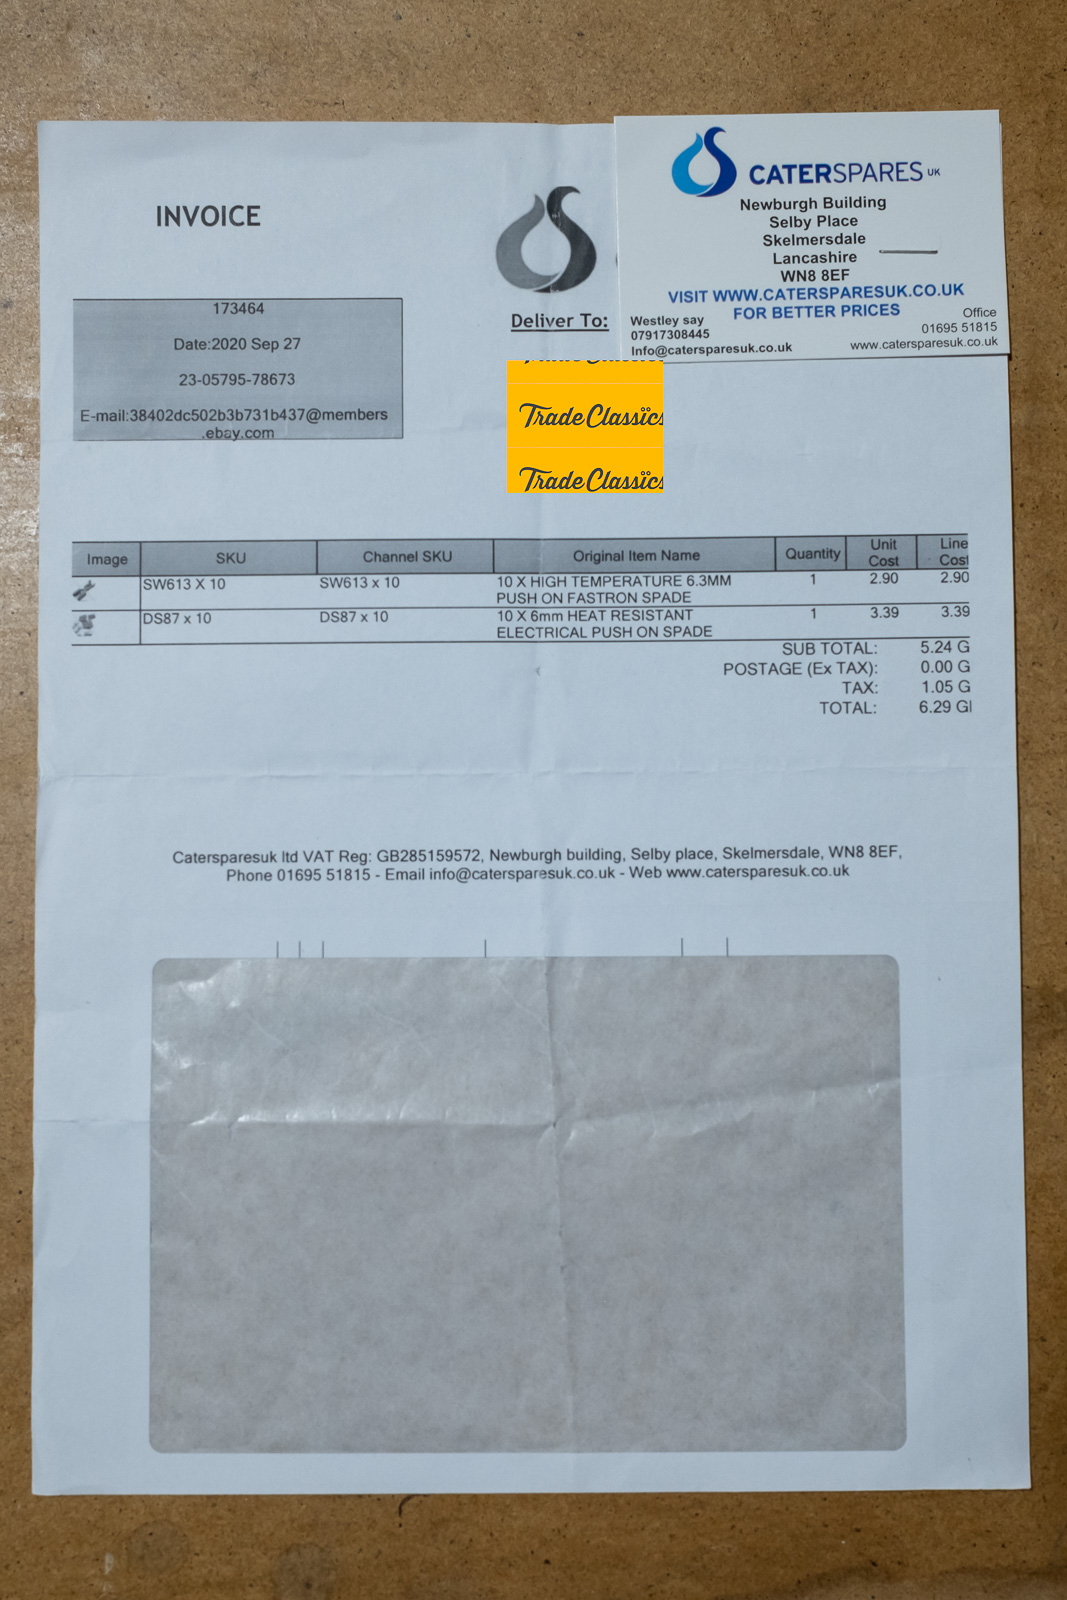 INVOICE
173464
Date:2020 Sep 27
23-05795-78673
E-mail:38402dc502b3b731b437@members
.ebay.com
CATERSPARES UK
Newburgh Building
Selby Place
Skelmersdale
Lancashire
WN8 8EF
VISIT WWW.CATERSPARESUK.CO.UK
FOR BETTER PRICES
Westley say
07917308445
Info@catersparesuk.co.uk
Office
01695 51815
www.catersparesuk.co.uk
Deliver To:
Trade Classics
Trade Classics
Trade Classics
Image SKU Channel SKU Original Item Name Quantity Unit Cost Line Cost
SW613 X 10 SW613 x 10 10 X HIGH TEMPERATURE 6.3MM 1 2.90 2.90
PUSH ON FASTRON SPADE
DS87 x 10 DS87 x 10 10 X 6mm HEAT RESISTANT 1 3.39 3.39
ELECTRICAL PUSH ON SPADE
SUB TOTAL: 5.24 G
POSTAGE (Ex TAX): 0.00 G
TAX: 1.05 G
TOTAL: 6.29 G
Catersparesuk ltd VAT Reg: GB285159572, Newburgh building, Selby place, Skelmersdale, WN8 8EF,
Phone 01695 51815 - Email info@catersparesuk.co.uk - Web www.catersparesuk.co.uk